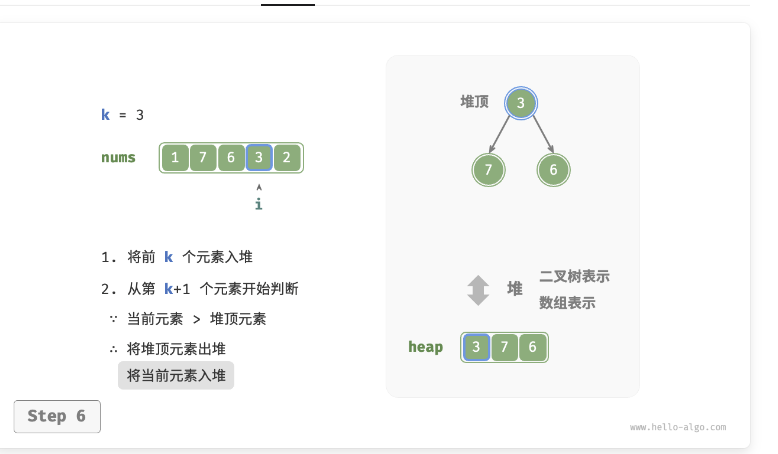 k = 3
nums 1 7 6 3 2
i
1. 将前 k 个元素入堆
2. 从第 k+1 个元素开始判断
∵ 当前元素 > 堆顶元素
∴ 将堆顶元素出堆
将当前元素入堆
Step 6
堆顶 3
7 6
堆 二叉树表示
数组表示
heap 3 7 6
www.hello-algo.com